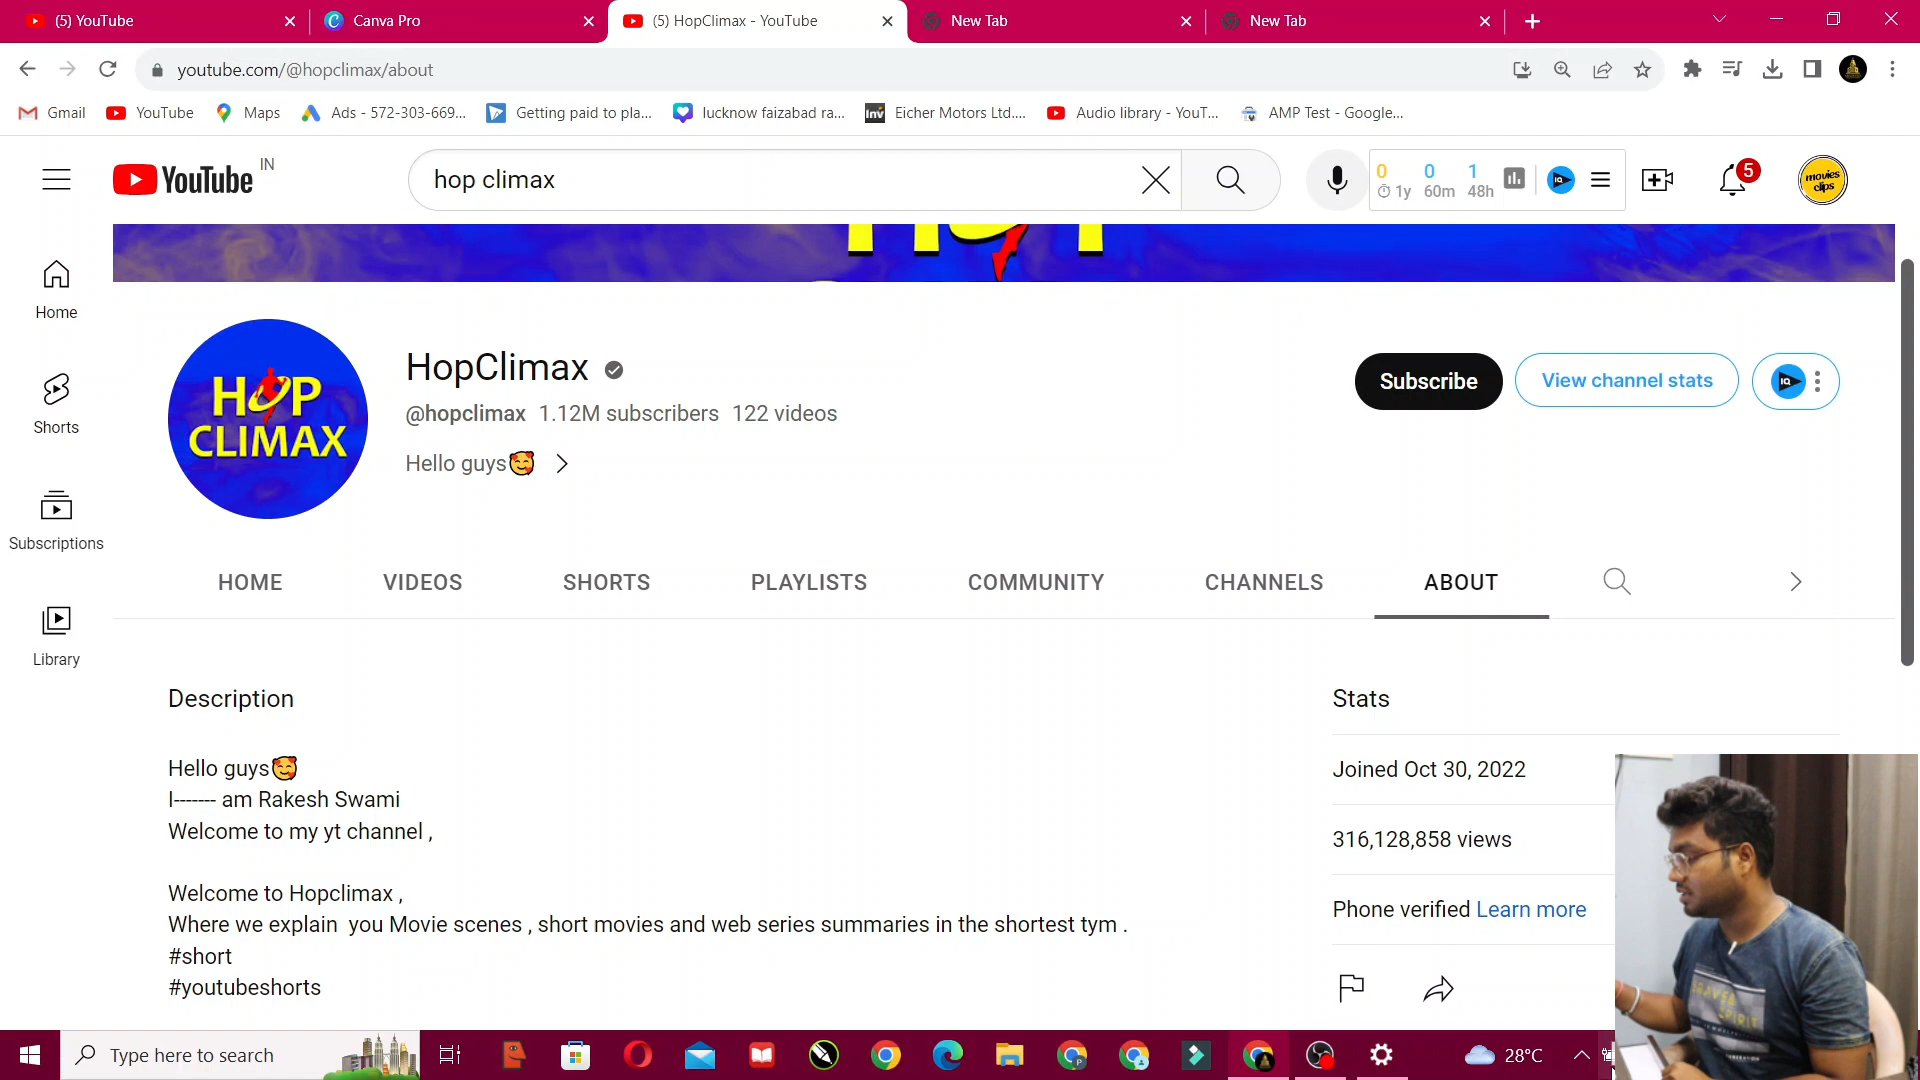 (5) YouTube
Canva Pro
(5) HopClimax - YouTube
New Tab
New Tab
youtube.com/@hopclimax/about
Gmail
YouTube
Maps
Ads - 572-303-669...
Getting paid to pla...
lucknow faizabad ra...
Inv
Eicher Motors Ltd....
Audio library - YouT...
AMP Test - Google...
YouTube IN
hop climax
0 0 1
1y 60m 48h
IQ
5
movies
clips
Home
Shorts
Subscriptions
Library
HOP
CLIMAX
HopClimax
@hopclimax 1.12M subscribers 122 videos
Hello guys🥰
Subscribe
View channel stats
IQ
HOME
VIDEOS
SHORTS
PLAYLISTS
COMMUNITY
CHANNELS
ABOUT
Description
Hello guys🥰
I------- am Rakesh Swami
Welcome to my yt channel ,
Welcome to Hopclimax ,
Where we explain  you Movie scenes , short movies and web series summaries in the shortest tym .
#short
#youtubeshorts
Stats
Joined Oct 30, 2022
316,128,858 views
Phone verified Learn more
Type here to search
28°C